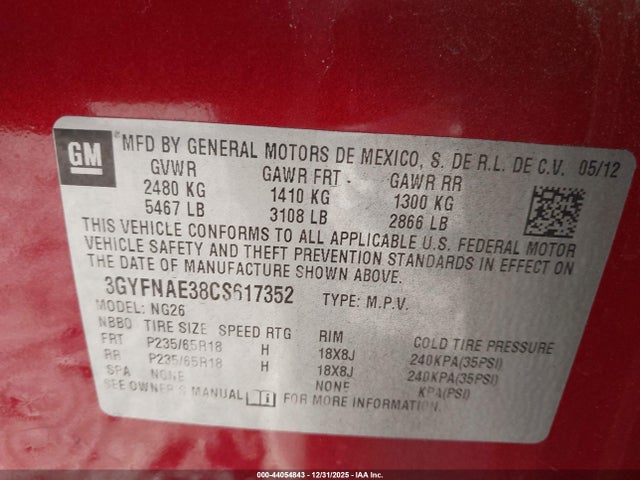 GM
MFD BY GENERAL MOTORS DE MEXICO, S. DE R.L. DE C.V. 05/12
GVWR GAWR FRT - GAWR RR
2480 KG 1410 KG 1300 KG
5467 LB 3108 LB 2866 LB
THIS VEHICLE CONFORMS TO ALL APPLICABLE U.S. FEDERAL MOTOR
VEHICLE SAFETY AND THEFT PREVENTION STANDARDS IN EFFECT ON
THE DATE OF MANUFACTURE SHOWN ABOVE.
3GYFNAE38CS617352 TYPE: M.P.V.
MODEL: NG26
NBB0 TIRE SIZE SPEED RTG RIM COLD TIRE PRESSURE
FRT P235/65R18 H 18X8J 240KPA(35PSI)
RR P235/65R18 H 18X8J 240KPA(35PSI)
SPA NONE NONE KPA(PSI)
SEE OWNER'S MANUAL FOR MORE INFORMATION.
000-44054843 - 12/31/2025 - IAA Inc.